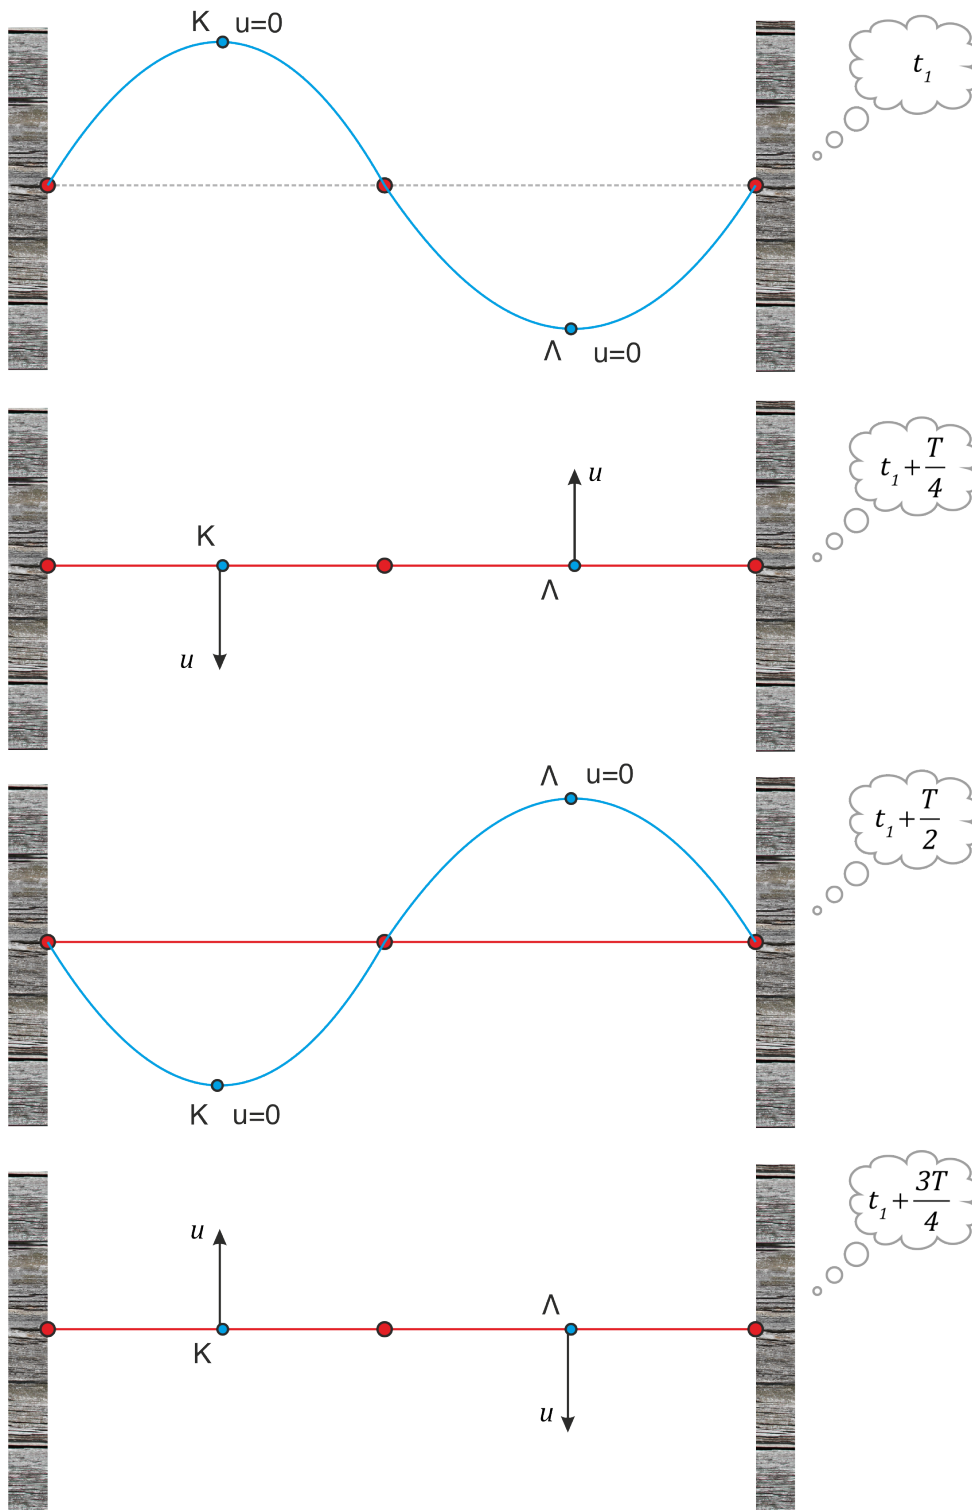 K u=0
t₁
Λ u=0
u
t₁+T/4
K
Λ
u
Λ u=0
t₁+T/2
K u=0
t₁+3T/4
u
Λ
K
u